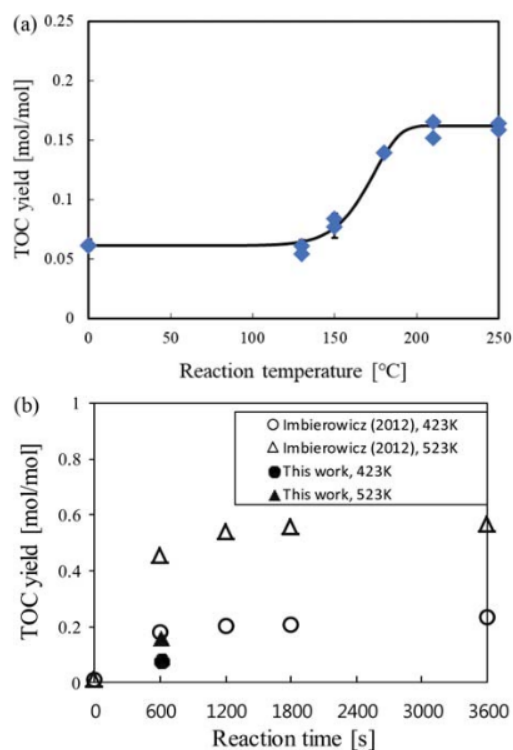 (a)
0.25
0.2
0.15
0.1
0.05
0
TOC yield [mol/mol]
0 50 100 150 200 250
Reaction temperature [°C]
(b)
1
0.8
0.6
0.4
0.2
0
TOC yield [mol/mol]
Imbierowicz (2012), 423K
Imbierowicz (2012), 523K
This work, 423K
This work, 523K
0 600 1200 1800 2400 3000 3600
Reaction time [s]